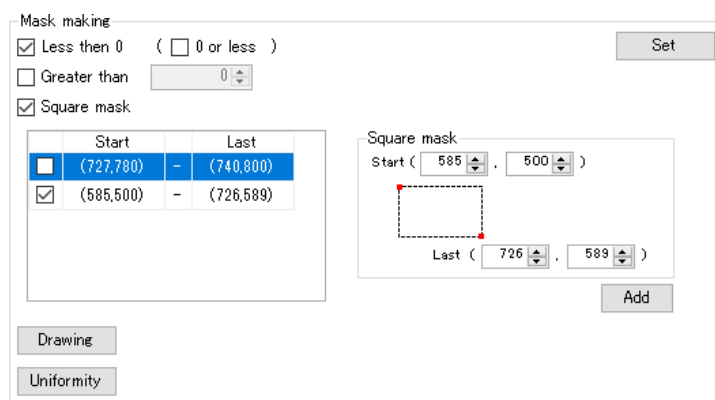 Mask making
Less then 0 ( 0 or less )
Set
Greater than 0
Square mask
Start Last
(727,780) - (740,800)
(585,500) - (726,589)
Square mask
Start ( 585 , 500 )
Last ( 726 , 589 )
Add
Drawing
Uniformity